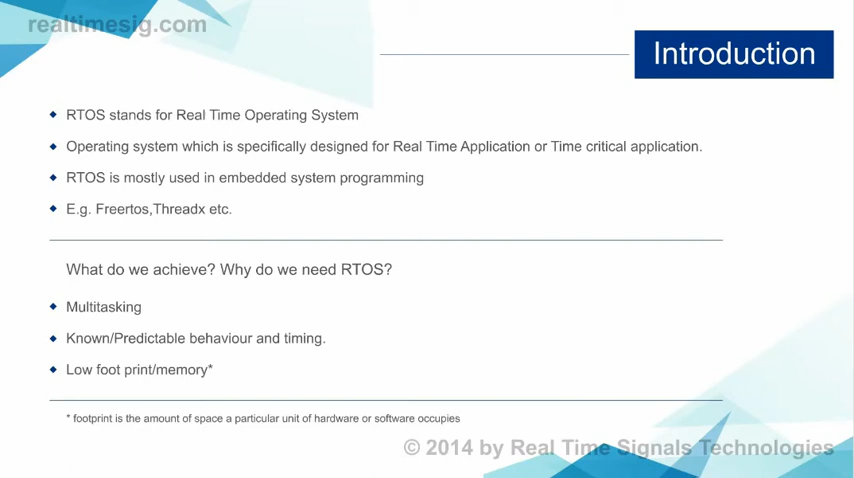 realtimesig.com
Introduction
RTOS stands for Real Time Operating System
Operating system which is specifically designed for Real Time Application or Time critical application.
RTOS is mostly used in embedded system programming
E.g. Freertos,Threadx etc.
What do we achieve? Why do we need RTOS?
Multitasking
Known/Predictable behaviour and timing.
Low foot print/memory*
* footprint is the amount of space a particular unit of hardware or software occupies
© 2014 by Real Time Signals Technologies